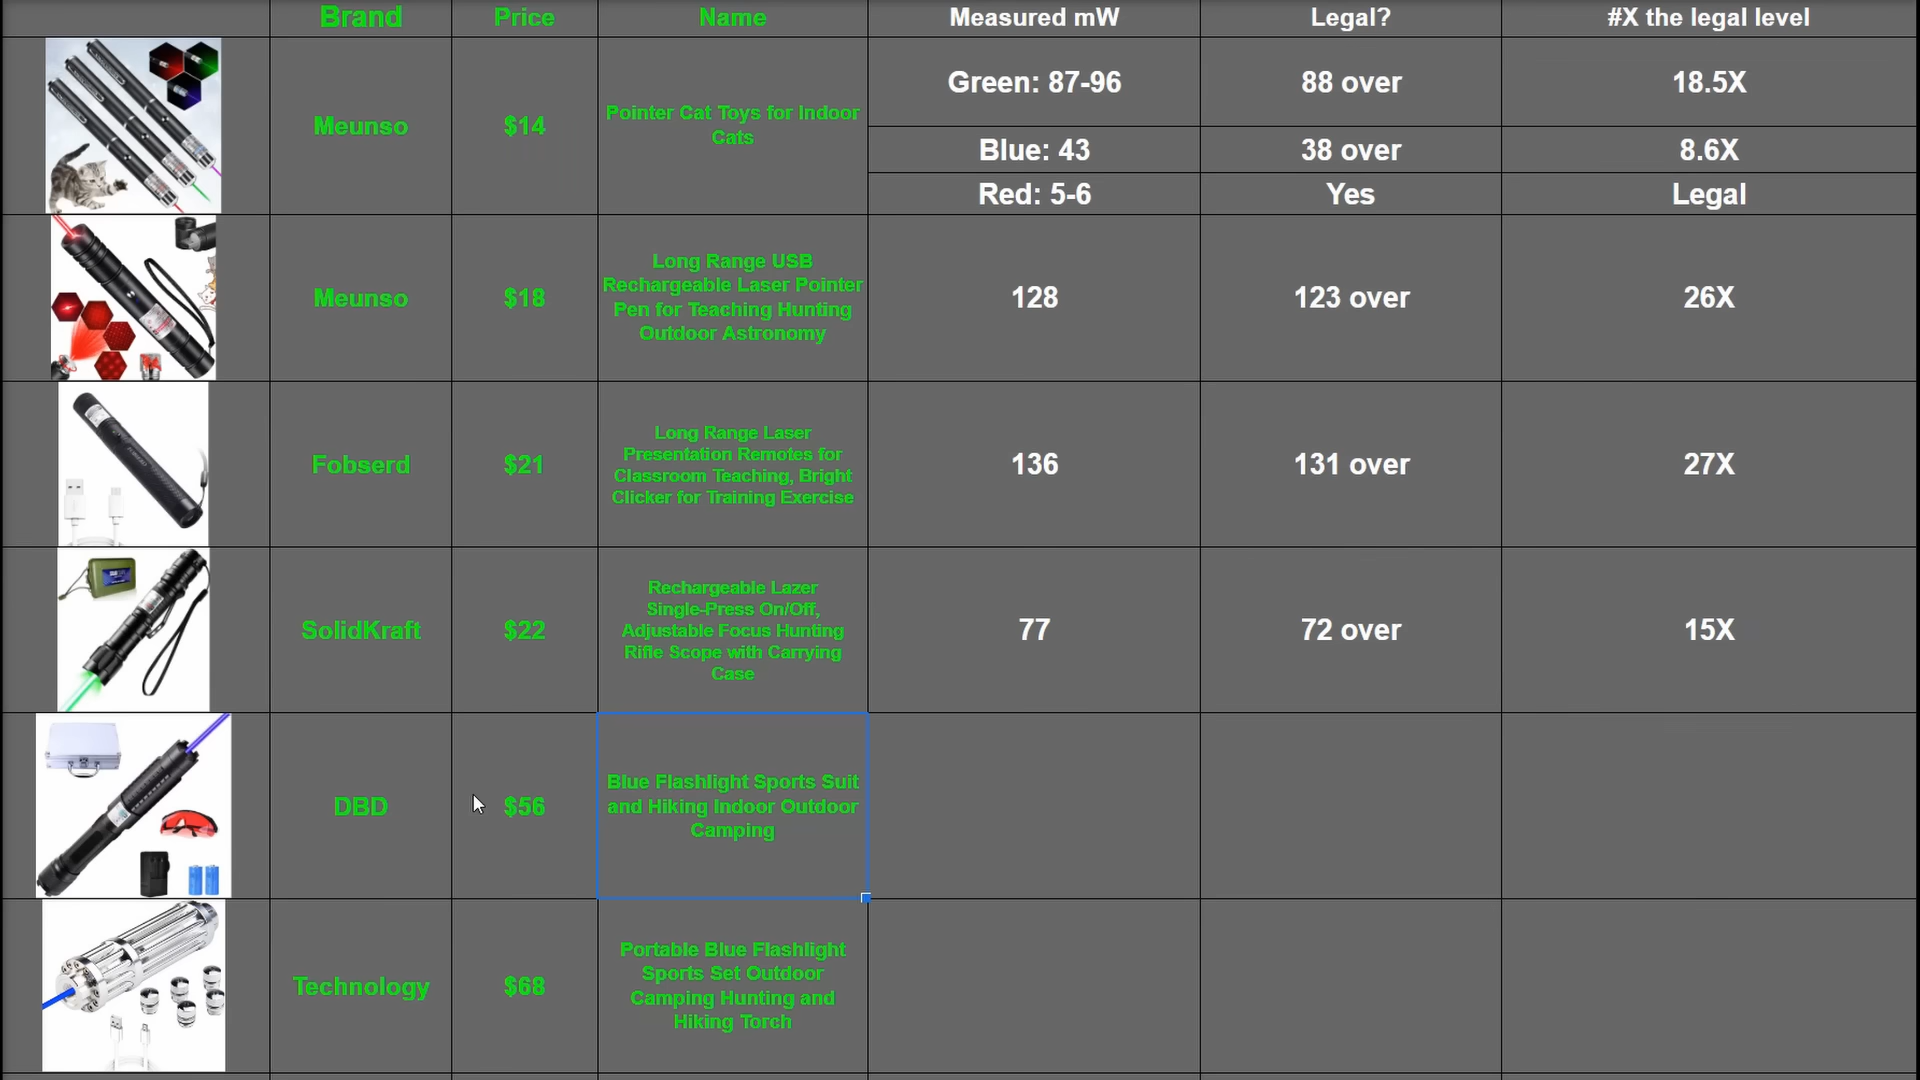 Brand Price Name Measured mW Legal? #X the legal level
Meunso $14 Pointer Cat Toys for Indoor
Cats
Green: 87-96 88 over 18.5X
Blue: 43 38 over 8.6X
Red: 5-6 Yes Legal
Meunso $18 Long Range USB
Rechargeable Laser Pointer
Pen for Teaching Hunting
Outdoor Astronomy
128 123 over 26X
Fobserd $21 Long Range Laser
Presentation Remotes for
Classroom Teaching, Bright
Clicker for Training Exercise
136 131 over 27X
SolidKraft $22 Rechargeable Lazer
Single-Press On/Off,
Adjustable Focus Hunting
Rifle Scope with Carrying
Case
77 72 over 15X
DBD $56 Blue Flashlight Sports Suit
and Hiking Indoor Outdoor
Camping
Technology $68 Portable Blue Flashlight
Sports Set Outdoor
Camping Hunting and
Hiking Torch